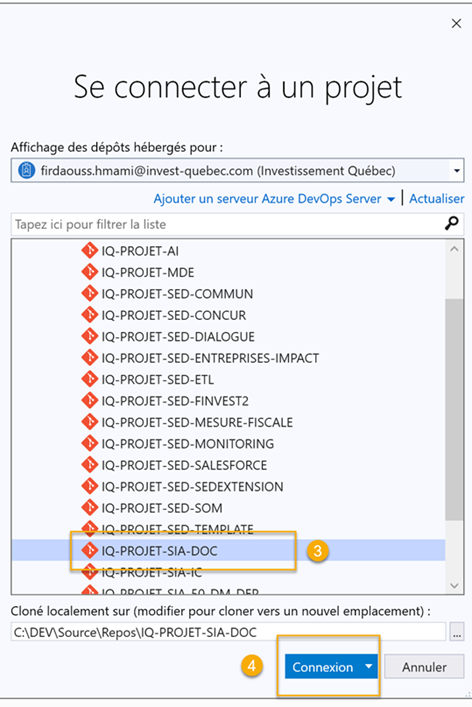 Se connecter à un projet
Affichage des dépôts hébergés pour :
firdaouss.hmami@invest-quebec.com (Investissement Québec)
Ajouter un serveur Azure DevOps Server | Actualiser
Tapez ici pour filtrer la liste
IQ-PROJET-AI
IQ-PROJET-MDE
IQ-PROJET-SED-COMMUN
IQ-PROJET-SED-CONCUR
IQ-PROJET-SED-DIALOGUE
IQ-PROJET-SED-ENTREPRISES-IMPACT
IQ-PROJET-SED-ETL
IQ-PROJET-SED-FINVEST2
IQ-PROJET-SED-MESURE-FISCALE
IQ-PROJET-SED-MONITORING
IQ-PROJET-SED-SALESFORCE
IQ-PROJET-SED-SEDEXTENSION
IQ-PROJET-SED-SOM
IQ-PROJET-SED-TEMPLATE
IQ-PROJET-SIA-DOC
3
IQ-PROJET-SIA-IC
IQ-PROJET-SIA-50-DM-DEP
Cloné localement sur (modifier pour cloner vers un nouvel emplacement) :
C:\DEV\Source\Repos\IQ-PROJET-SIA-DOC
...
4
Connexion
Annuler